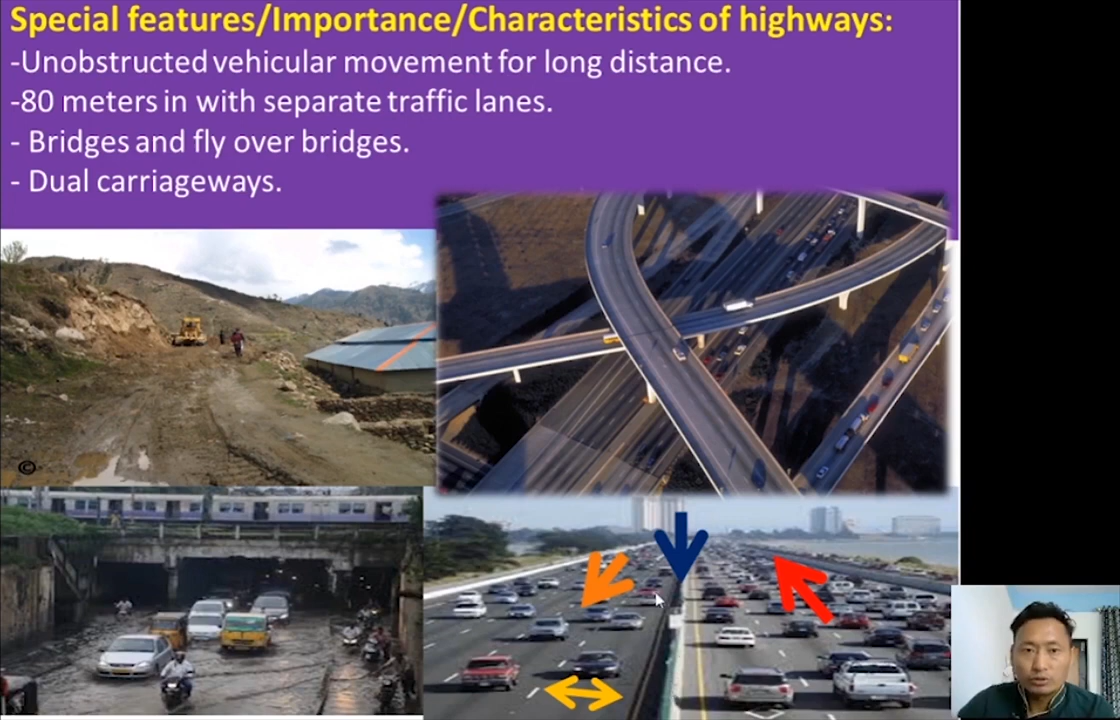 Special features/Importance/Characteristics of highways:
-Unobstructed vehicular movement for long distance.
-80 meters in with separate traffic lanes.
- Bridges and fly over bridges.
- Dual carriageways.
©